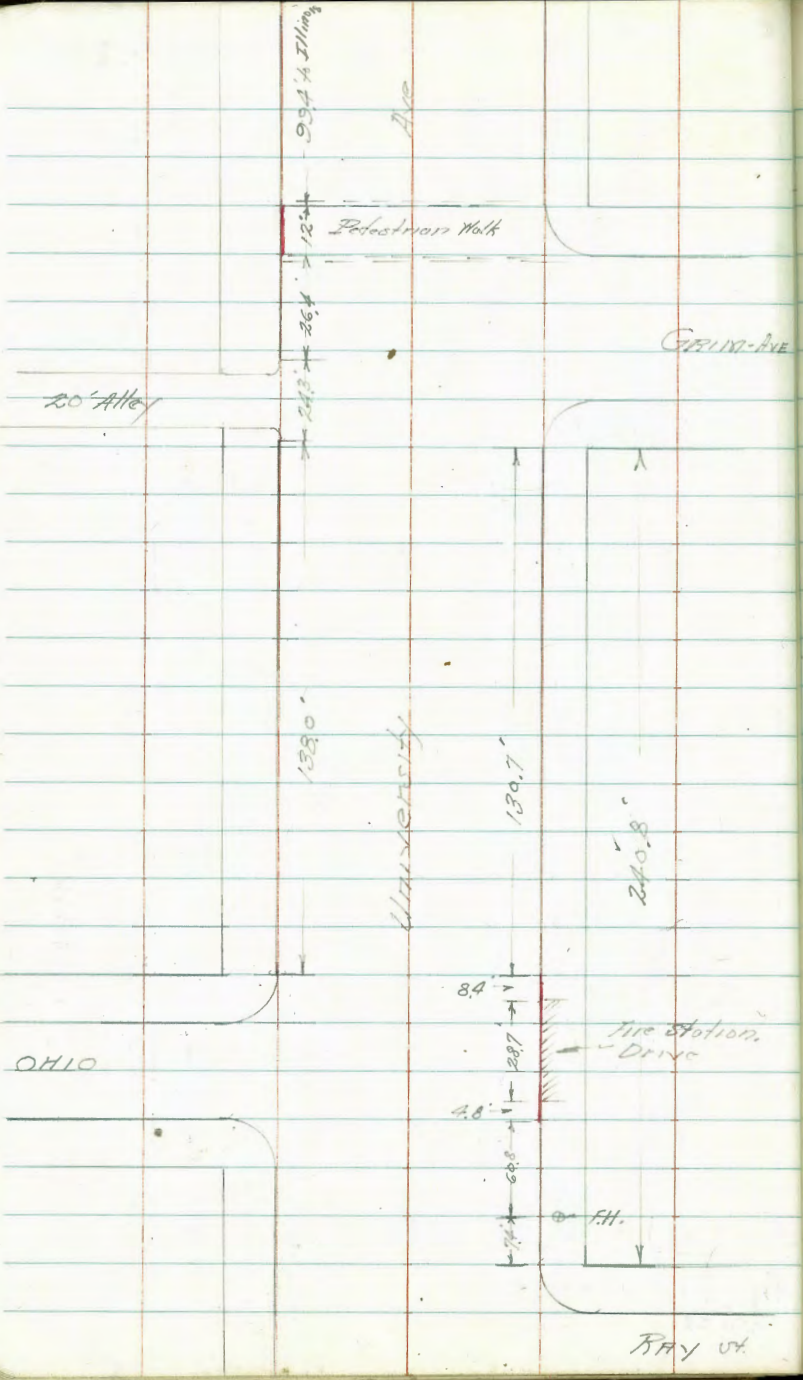 99.4' to Illinois
Ave
12'
Pedestrian Walk
26.4'
GRIM-AVE
24.3'
20' Alley
138.0'
University
130.7'
240.8'
8.4'
28.7'
Fire Station.
Drive
OHIO
4.8'
60.8
7.4'
F.H.
RAY St.